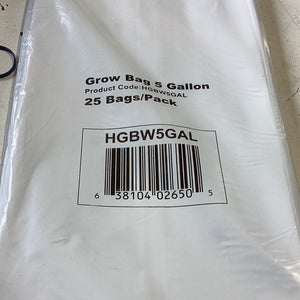 Grow Bag 5 Gallon
Product Code:HGBW5GAL
25 Bags/Pack
HGBW5GAL
6 38104 02650 5